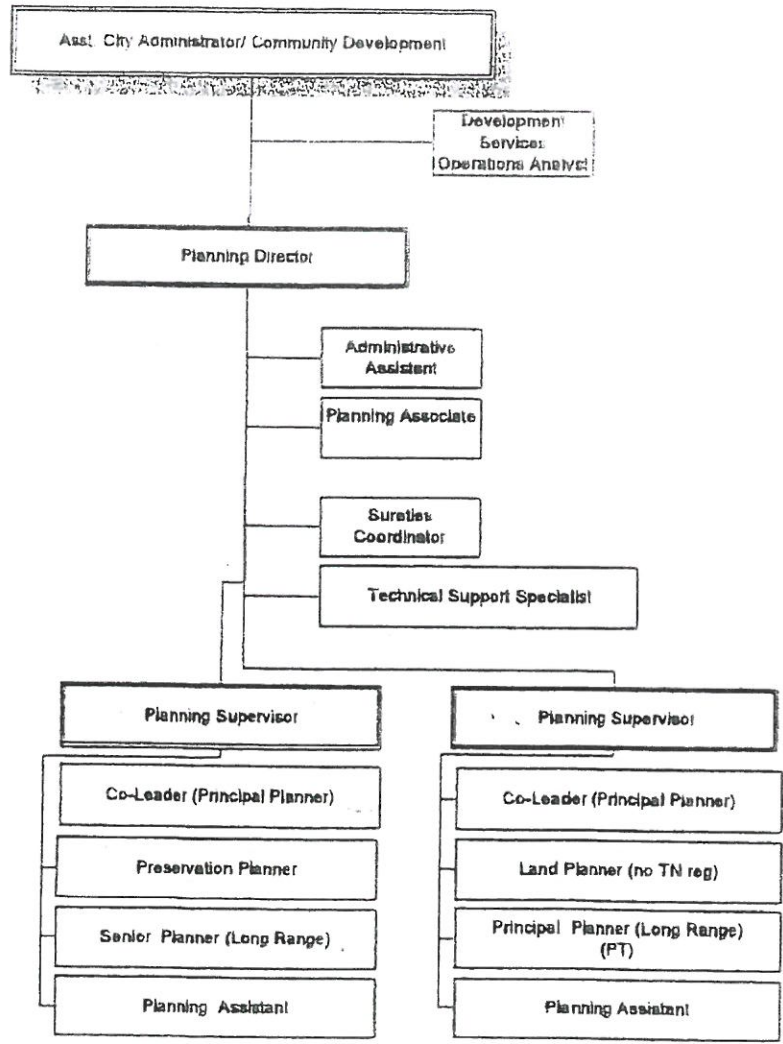 Asst. City Administrator/ Community Development
Development
Services
Operations Analyst
Planning Director
Administrative
Assistant
Planning Associate
Sureties
Coordinator
Technical Support Specialist
Planning Supervisor
Co-Leader (Principal Planner)
Preservation Planner
Senior Planner (Long Range)
Planning Assistant
Planning Supervisor
Co-Leader (Principal Planner)
Land Planner (no TN reg)
Principal Planner (Long Range)
(PT)
Planning Assistant